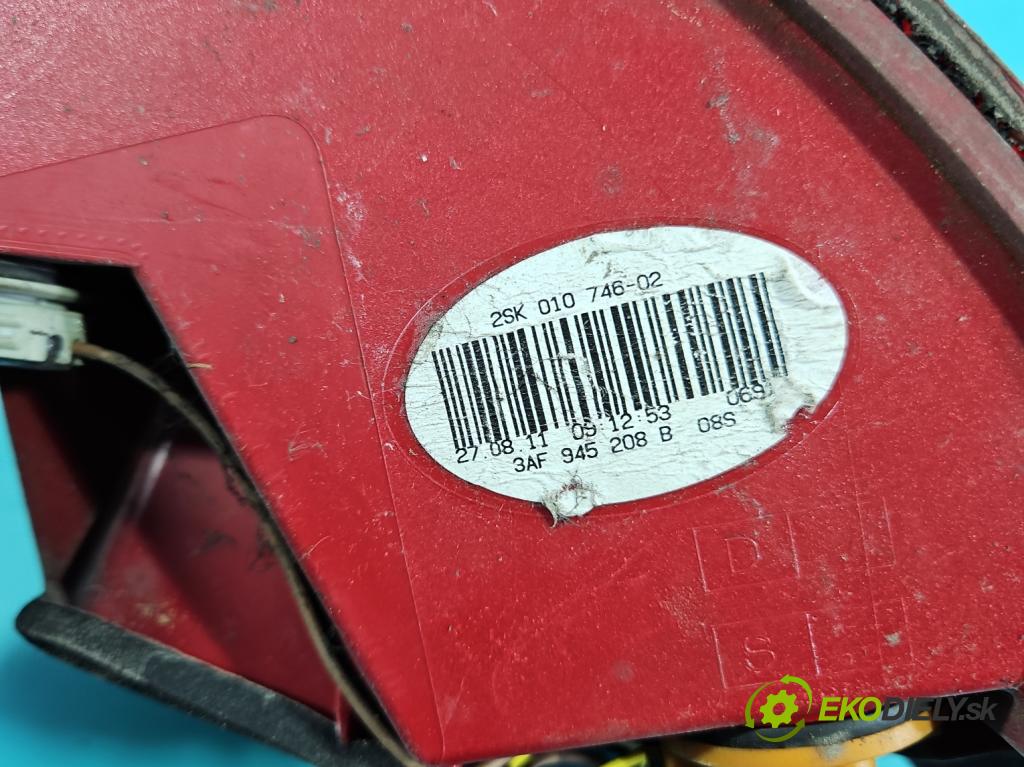 2SK 010 746-02
27.08.11 09:12:53 069
3AF 945 208 B 08S
D
S
EKODIELY.sk